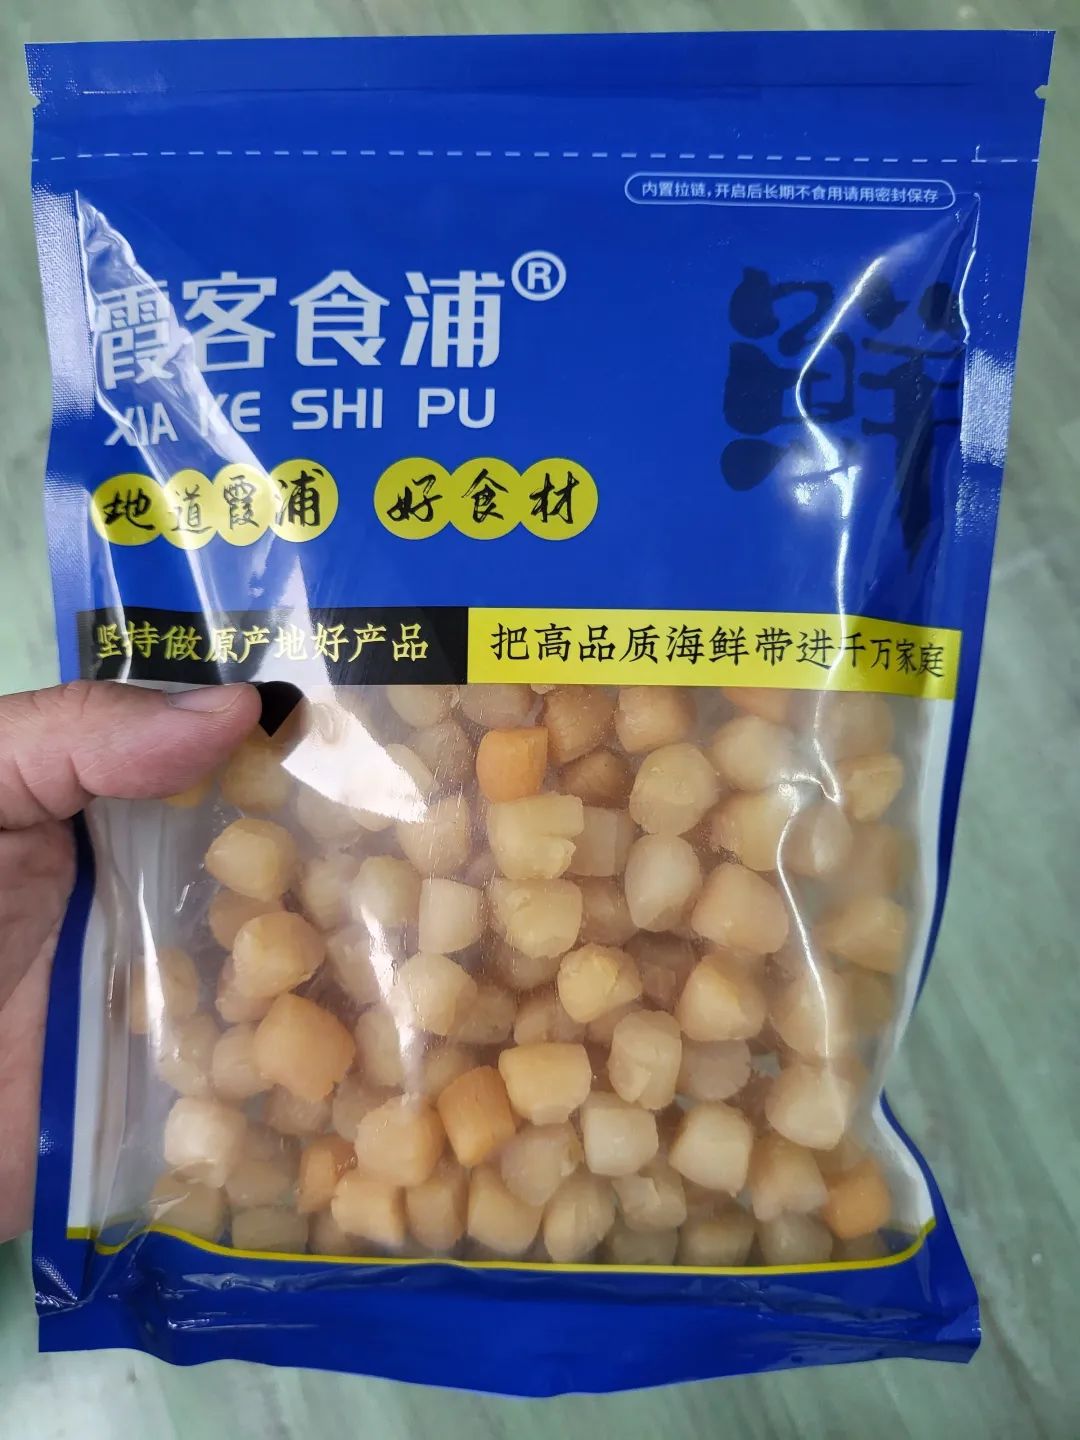 内置拉链,开启后长期不食用请用密封保存
霞客食浦®
XIA KE SHI PU
鲜
地道霞浦 好食材
坚持做原产地好产品
把高品质海鲜带进千万家庭